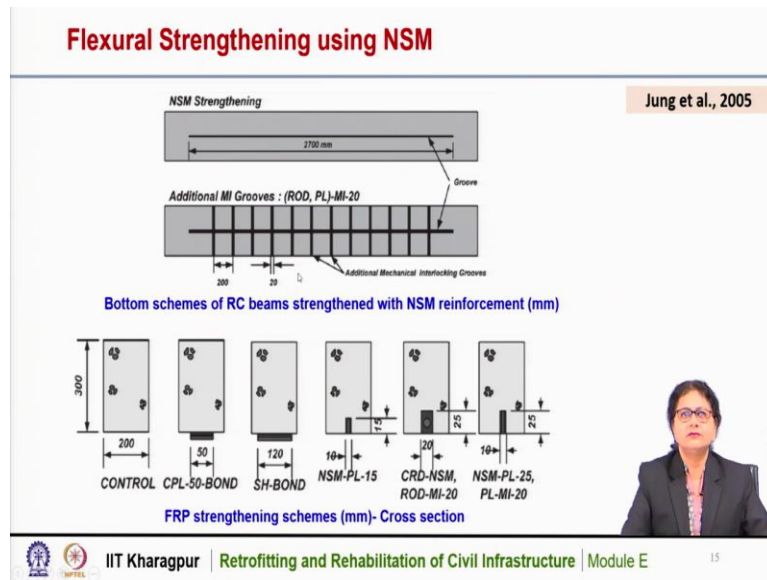 Flexural Strengthening using NSM
Jung et al., 2005
NSM Strengthening
2700 mm
Groove
Additional MI Grooves : (ROD, PL)-MI-20
200
20
Additional Mechanical interlocking Grooves
Bottom schemes of RC beams strengthened with NSM reinforcement (mm)
300
200
50
120
10
15
20
25
10
25
CONTROL
CPL-50-BOND
SH-BOND
NSM-PL-15
CRD-NSM,
ROD-MI-20
NSM-PL-25,
PL-MI-20
FRP strengthening schemes (mm)- Cross section
NPTEL
IIT Kharagpur | Retrofitting and Rehabilitation of Civil Infrastructure | Module E
15